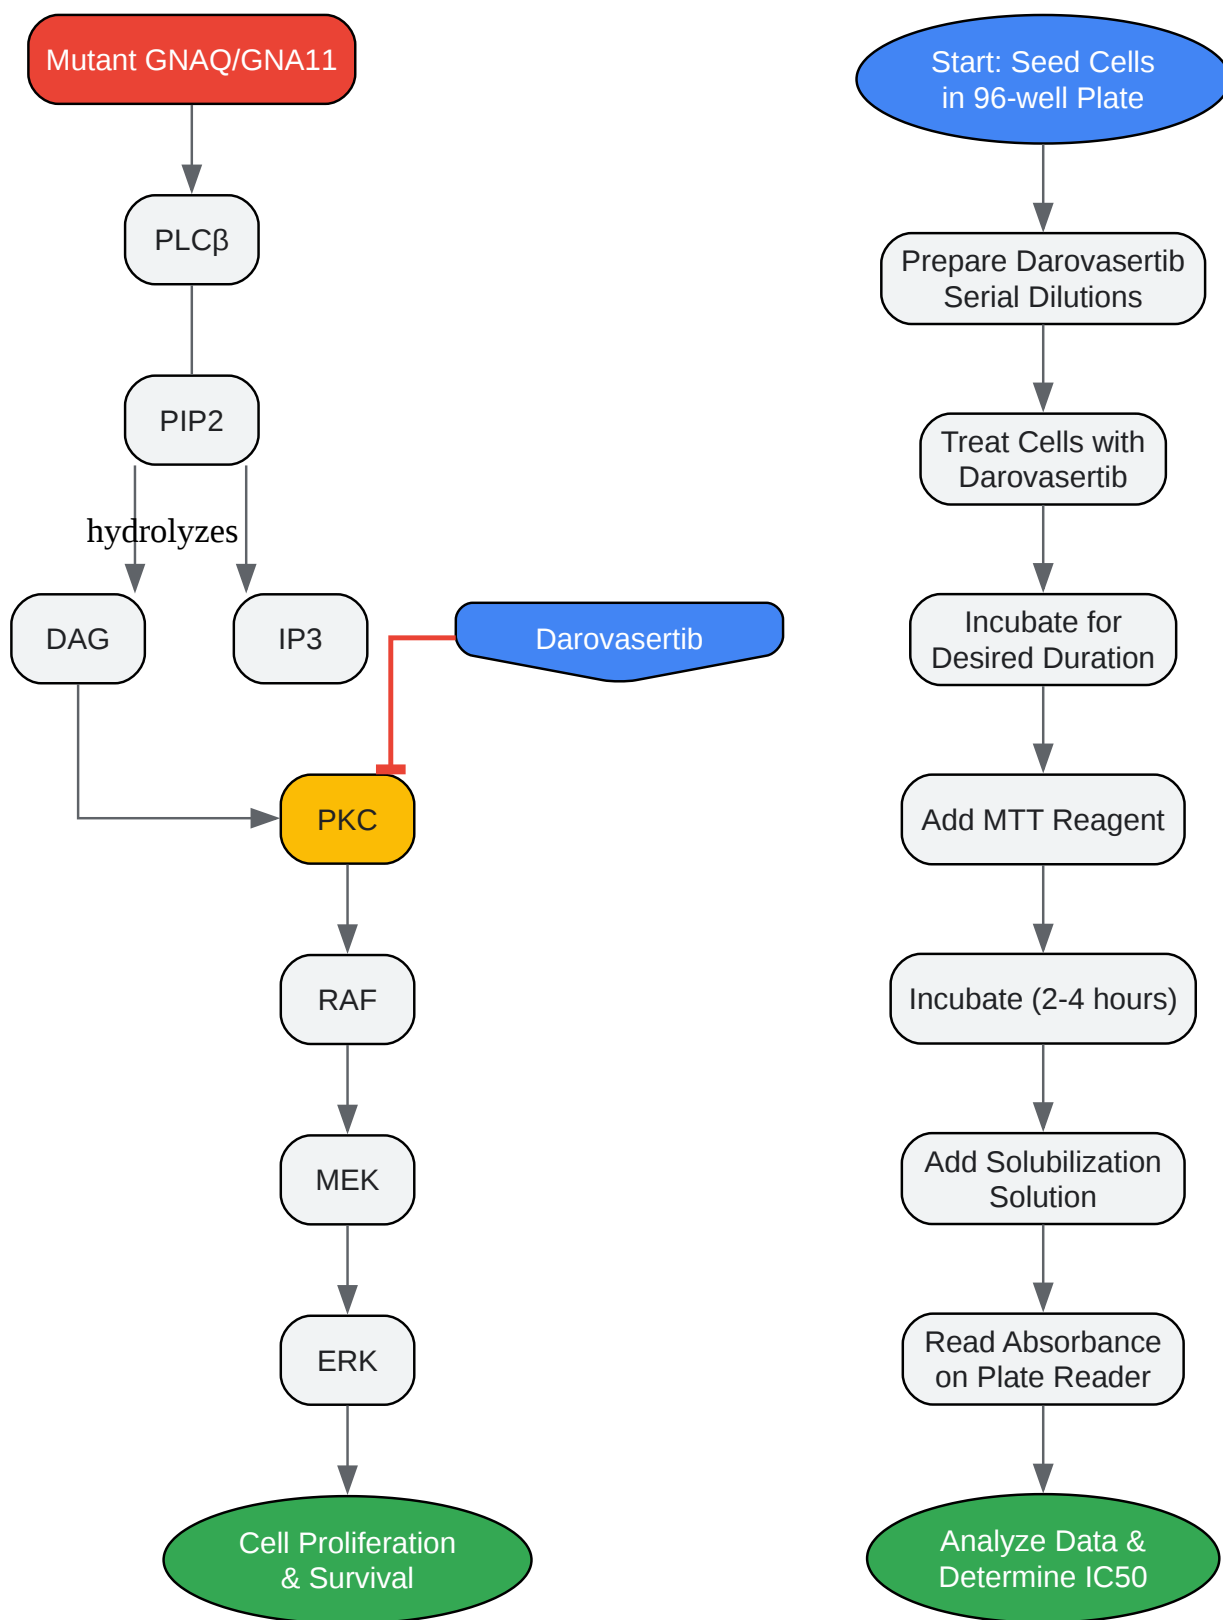 Mutant GNAQ/GNA11
PLCβ
PIP2
hydrolyzes
DAG
IP3
Darovasertib
PKC
RAF
MEK
ERK
Cell Proliferation
& Survival
Start: Seed Cells
in 96-well Plate
Prepare Darovasertib
Serial Dilutions
Treat Cells with
Darovasertib
Incubate for
Desired Duration
Add MTT Reagent
Incubate (2-4 hours)
Add Solubilization
Solution
Read Absorbance
on Plate Reader
Analyze Data &
Determine IC50